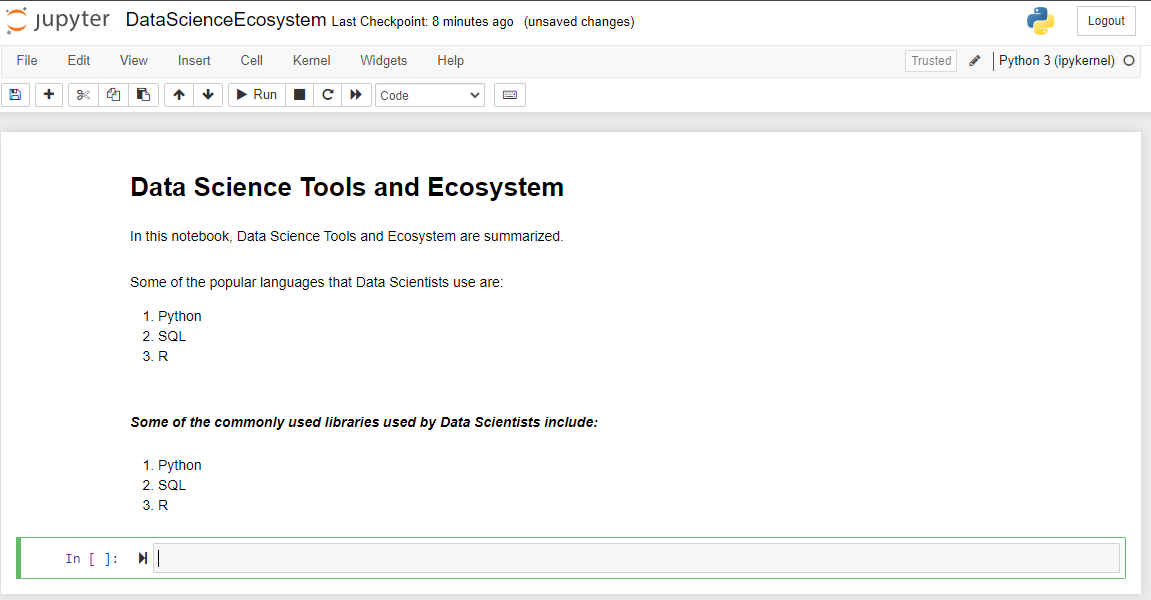 jupyter DataScienceEcosystem Last Checkpoint: 8 minutes ago (unsaved changes) Logout
File Edit View Insert Cell Kernel Widgets Help Trusted Python 3 (ipykernel)
Run Code
Data Science Tools and Ecosystem
In this notebook, Data Science Tools and Ecosystem are summarized.
Some of the popular languages that Data Scientists use are:
1. Python
2. SQL
3. R
Some of the commonly used libraries used by Data Scientists include:
1. Python
2. SQL
3. R
In [ ]: